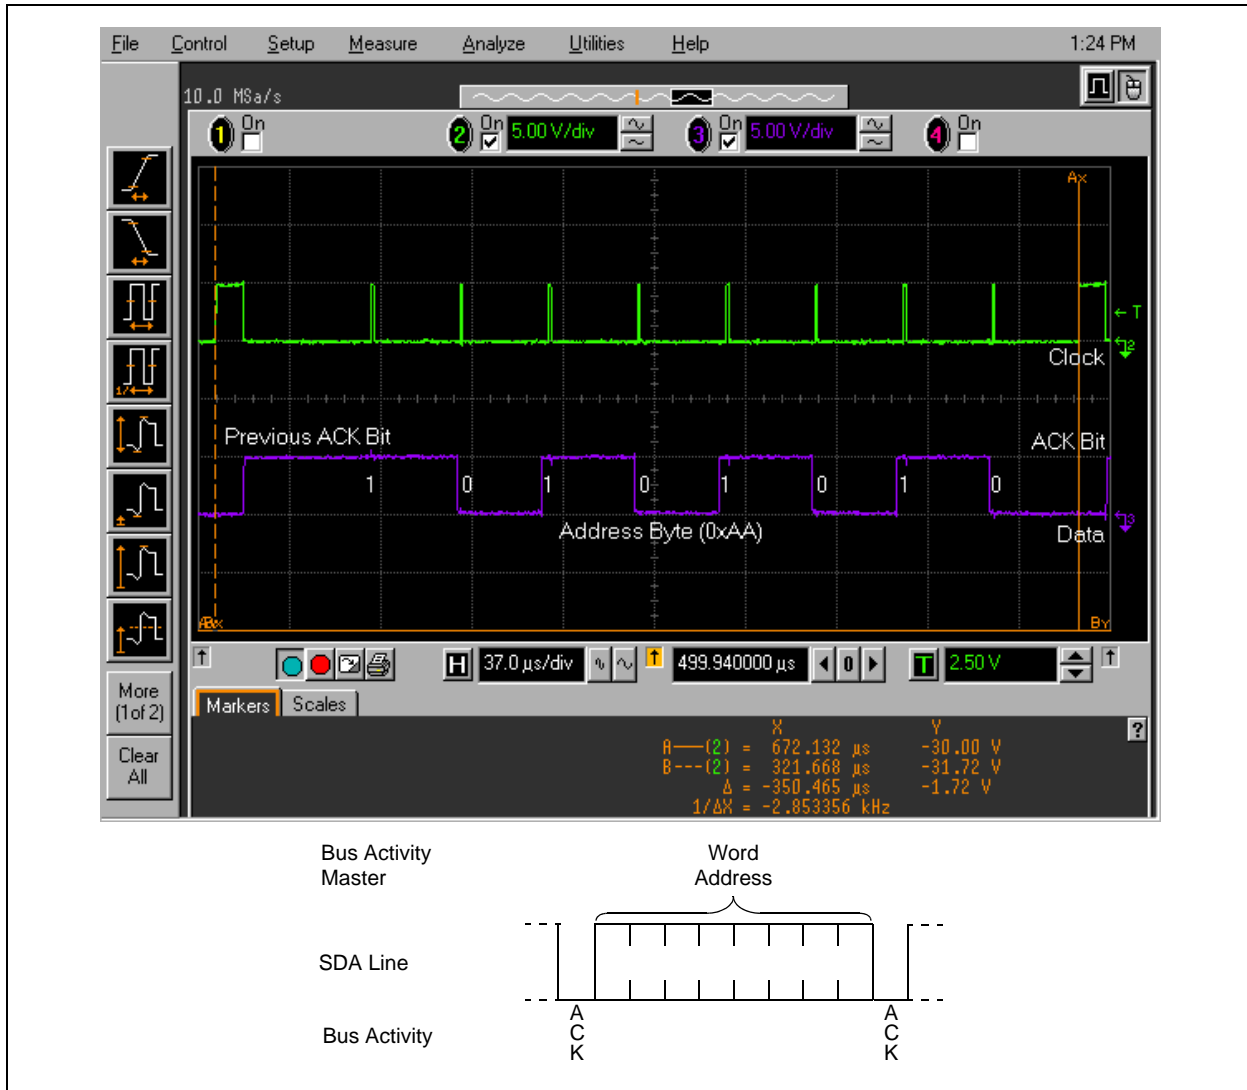 File Control Setup Measure Analyze Utilities Help 1:24 PM
10.0 MSa/s
1 On 2 On 5.00 V/div 3 On 5.00 V/div 4 On
Ax
T
2
Clock
Previous ACK Bit ACK Bit
1 0 1 0 1 0 1 0
3
Address Byte (0xAA) Data
By
H 37.0 µs/div 499.940000 µs 0 T 2.50 V
More
(1 of 2)
Clear
All
Markers Scales
?
X Y
A───(2) = 672.132 µs -30.00 V
B---(2) = 321.668 µs -31.72 V
Δ = -350.465 µs -1.72 V
1/ΔX = -2.853356 kHz
Bus Activity
Master
Word
Address
SDA Line
Bus Activity
ACK
ACK